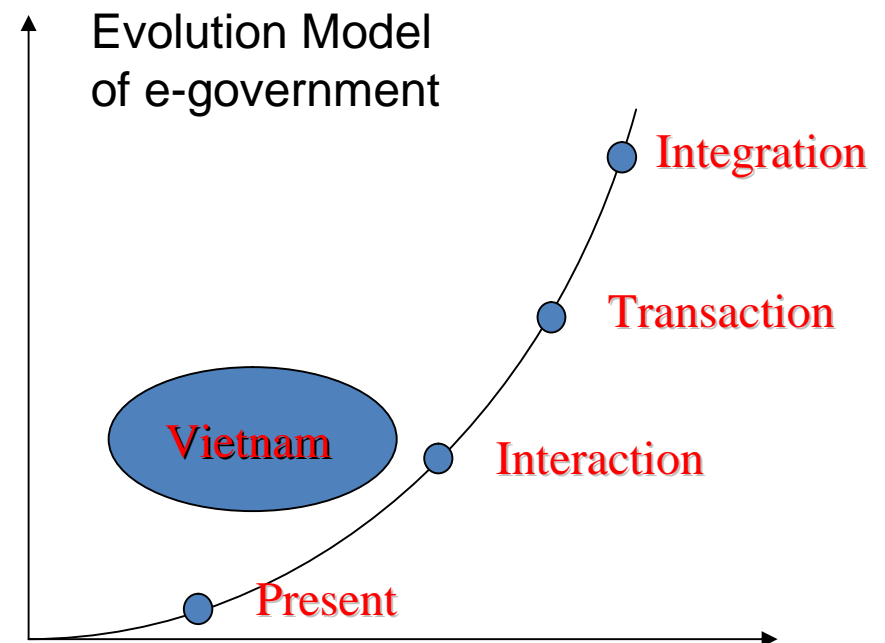 Evolution Model
of e-government
Integration
Transaction
Vietnam
Interaction
Present